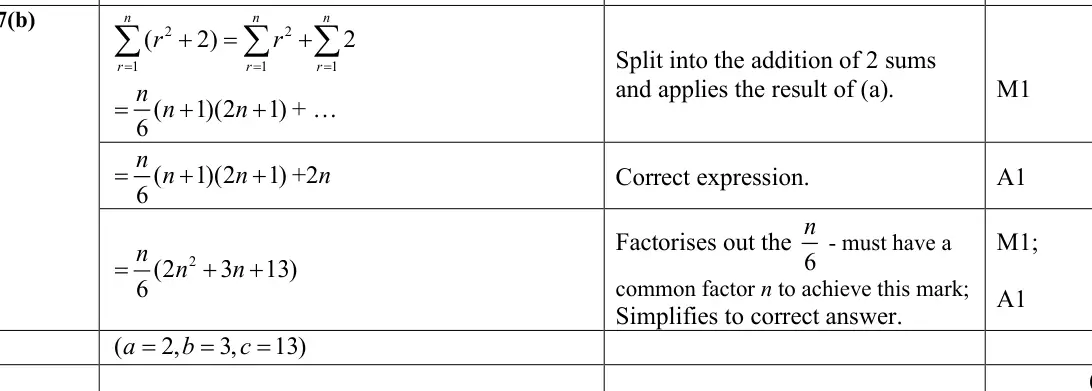 7(b)
n n n
∑(r² + 2) = ∑r² + ∑2
r=1 r=1 r=1
= n/6 (n + 1)(2n + 1) + …
Split into the addition of 2 sums
and applies the result of (a).
M1
= n/6 (n + 1)(2n + 1) +2n
Correct expression.
A1
= n/6 (2n² + 3n + 13)
Factorises out the n/6 - must have a
common factor n to achieve this mark;
Simplifies to correct answer.
M1;
A1
(a = 2, b = 3, c = 13)